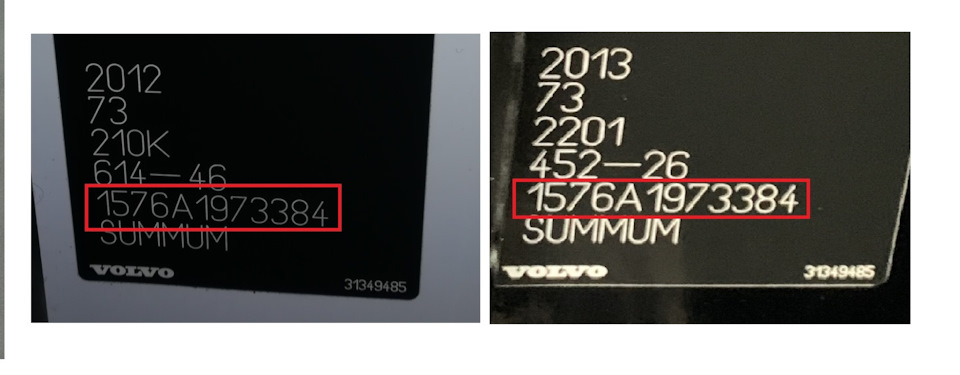 2012
73
210K
614—46
1576A1973384
SUMMUM
VOLVO
31349485
2013
73
2201
452—26
1576A1973384
SUMMUM
VOLVO
31349485